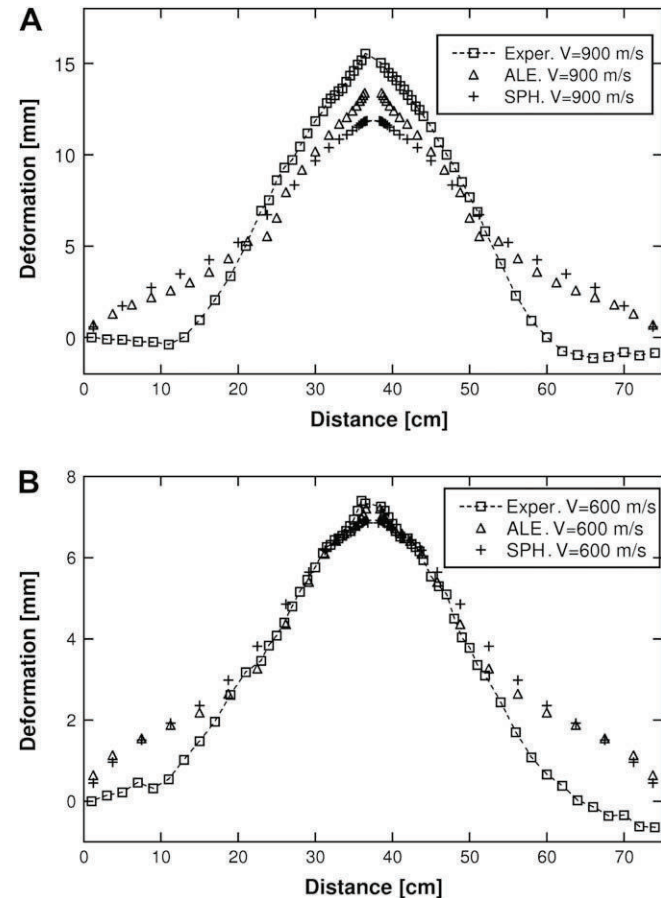 A
Deformation [mm]
15
10
5
0
Exper. V=900 m/s
ALE. V=900 m/s
SPH. V=900 m/s
0 10 20 30 40 50 60 70
Distance [cm]
B
Deformation [mm]
8
6
4
2
0
Exper. V=600 m/s
ALE. V=600 m/s
SPH. V=600 m/s
0 10 20 30 40 50 60 70
Distance [cm]